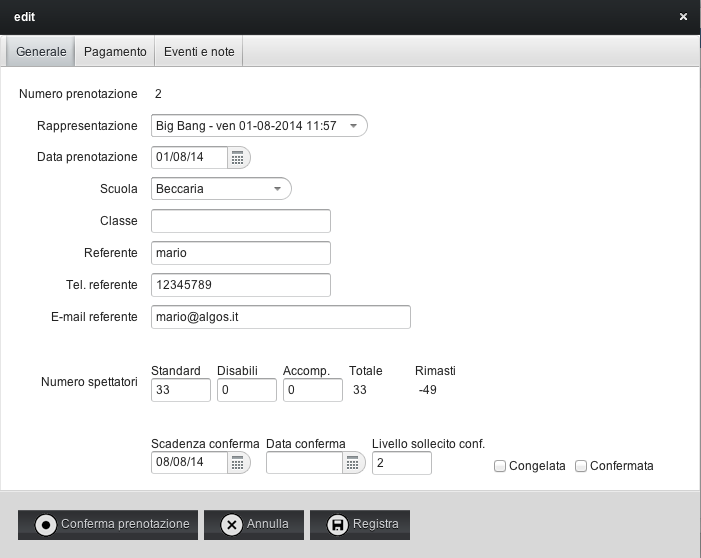 edit
Generale Pagamento Eventi e note
Numero prenotazione 2
Rappresentazione Big Bang - ven 01-08-2014 11:57
Data prenotazione 01/08/14
Scuola Beccaria
Classe
Referente mario
Tel. referente 12345789
E-mail referente mario@algos.it
Standard Disabili Accomp. Totale Rimasti
Numero spettatori 33 0 0 33 -49
Scadenza conferma Data conferma Livello sollecito conf.
08/08/14 2 Congelata Confermata
Conferma prenotazione Annulla Registra